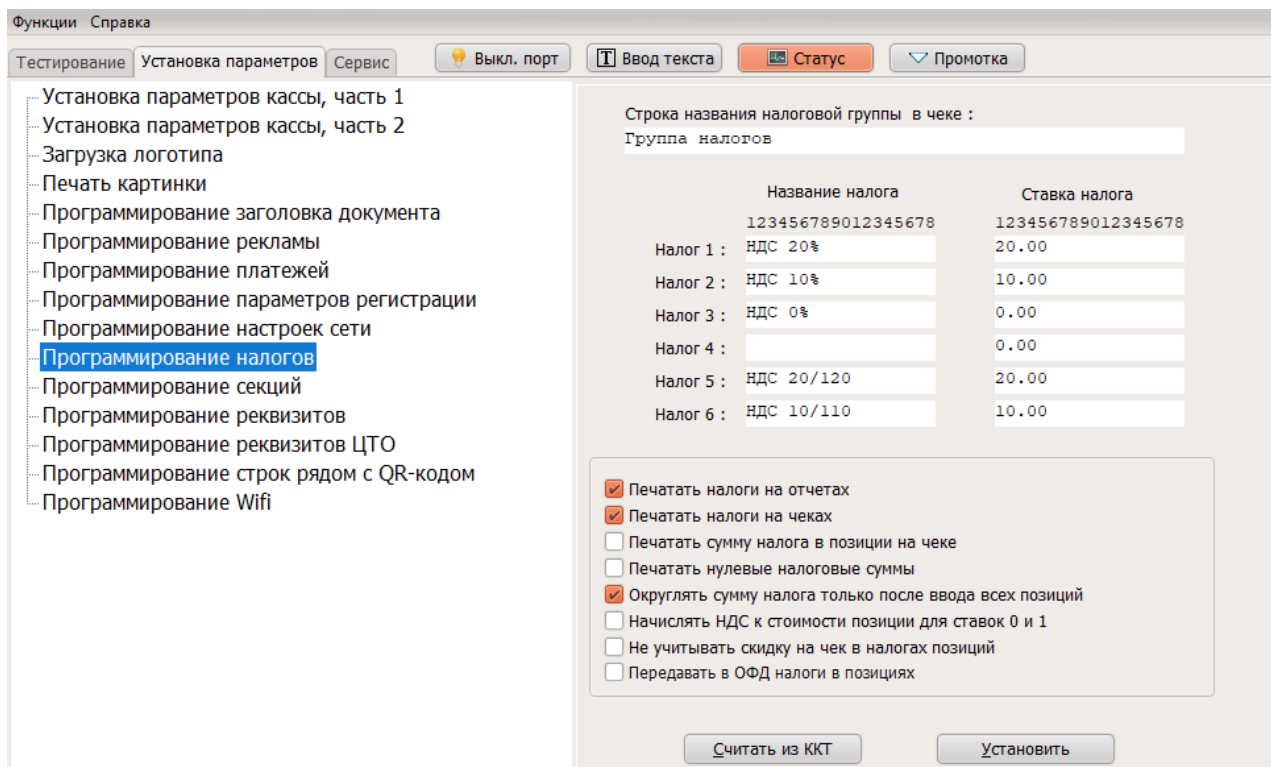 Функции Справка
Тестирование Установка параметров Сервис Выкл. порт Ввод текста Статус Промотка
Установка параметров кассы, часть 1
Установка параметров кассы, часть 2
Загрузка логотипа
Печать картинки
Программирование заголовка документа
Программирование рекламы
Программирование платежей
Программирование параметров регистрации
Программирование настроек сети
Программирование налогов
Программирование секций
Программирование реквизитов
Программирование реквизитов ЦТО
Программирование строк рядом с QR-кодом
Программирование Wifi
Строка названия налоговой группы в чеке :
Группа налогов
Название налога Ставка налога
123456789012345678 123456789012345678
Налог 1 : НДС 20% 20.00
Налог 2 : НДС 10% 10.00
Налог 3 : НДС 0% 0.00
Налог 4 : 0.00
Налог 5 : НДС 20/120 20.00
Налог 6 : НДС 10/110 10.00
Печатать налоги на отчетах
Печатать налоги на чеках
Печатать сумму налога в позиции на чеке
Печатать нулевые налоговые суммы
Округлять сумму налога только после ввода всех позиций
Начислять НДС к стоимости позиции для ставок 0 и 1
Не учитывать скидку на чек в налогах позиций
Передавать в ОФД налоги в позициях
Считать из ККТ Установить